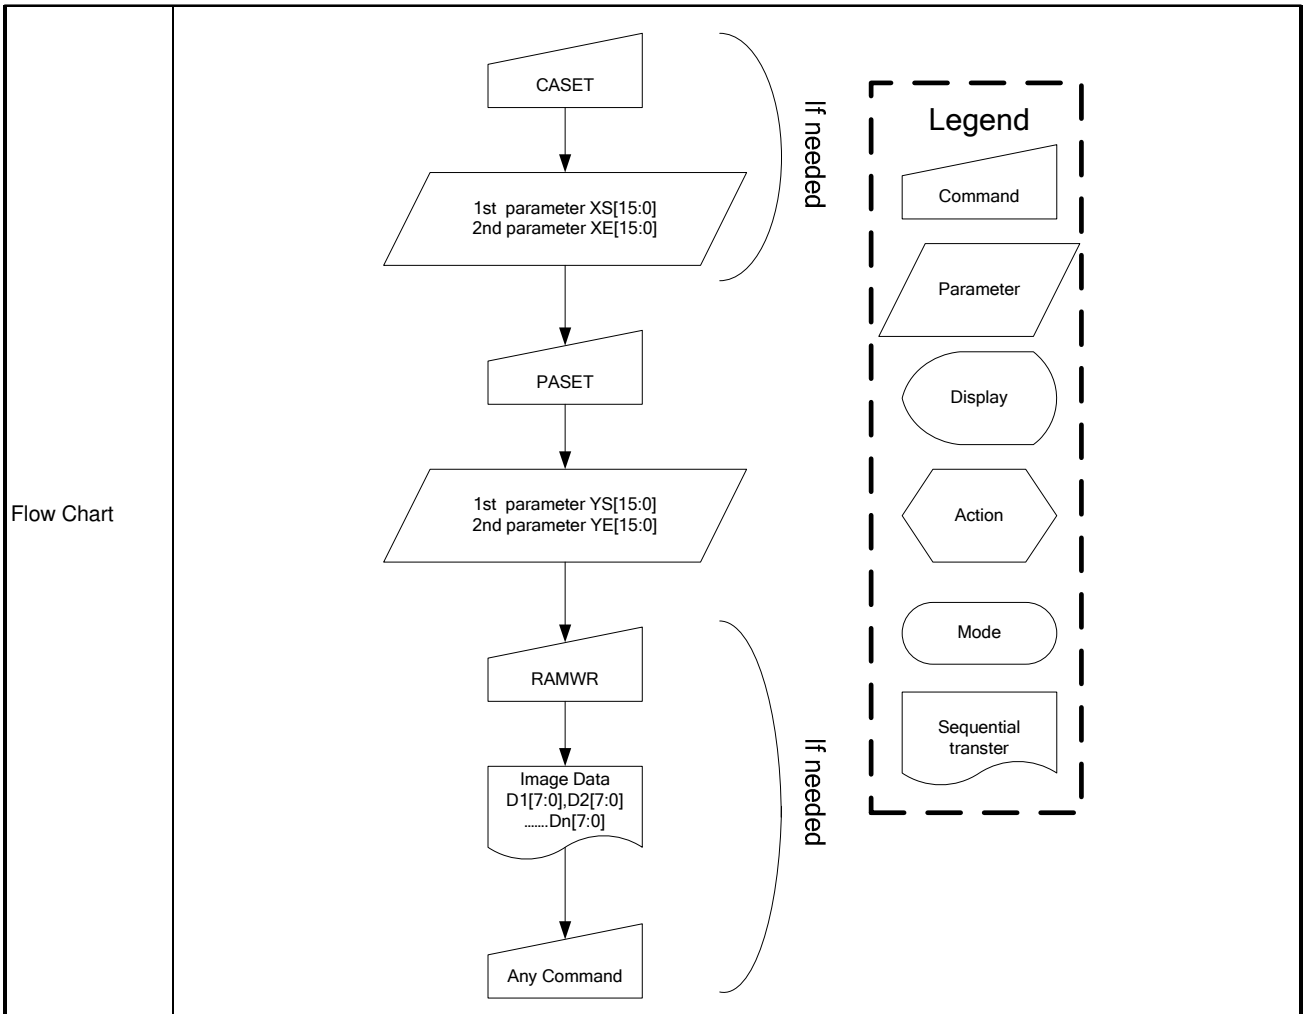 Flow Chart
CASET
1st  parameter XS[15:0]
2nd parameter XE[15:0]
If needed
PASET
1st  parameter YS[15:0]
2nd parameter YE[15:0]
RAMWR
Image Data
D1[7:0],D2[7:0]
.......Dn[7:0]
If needed
Any Command
Legend
Command
Parameter
Display
Action
Mode
Sequential
transter